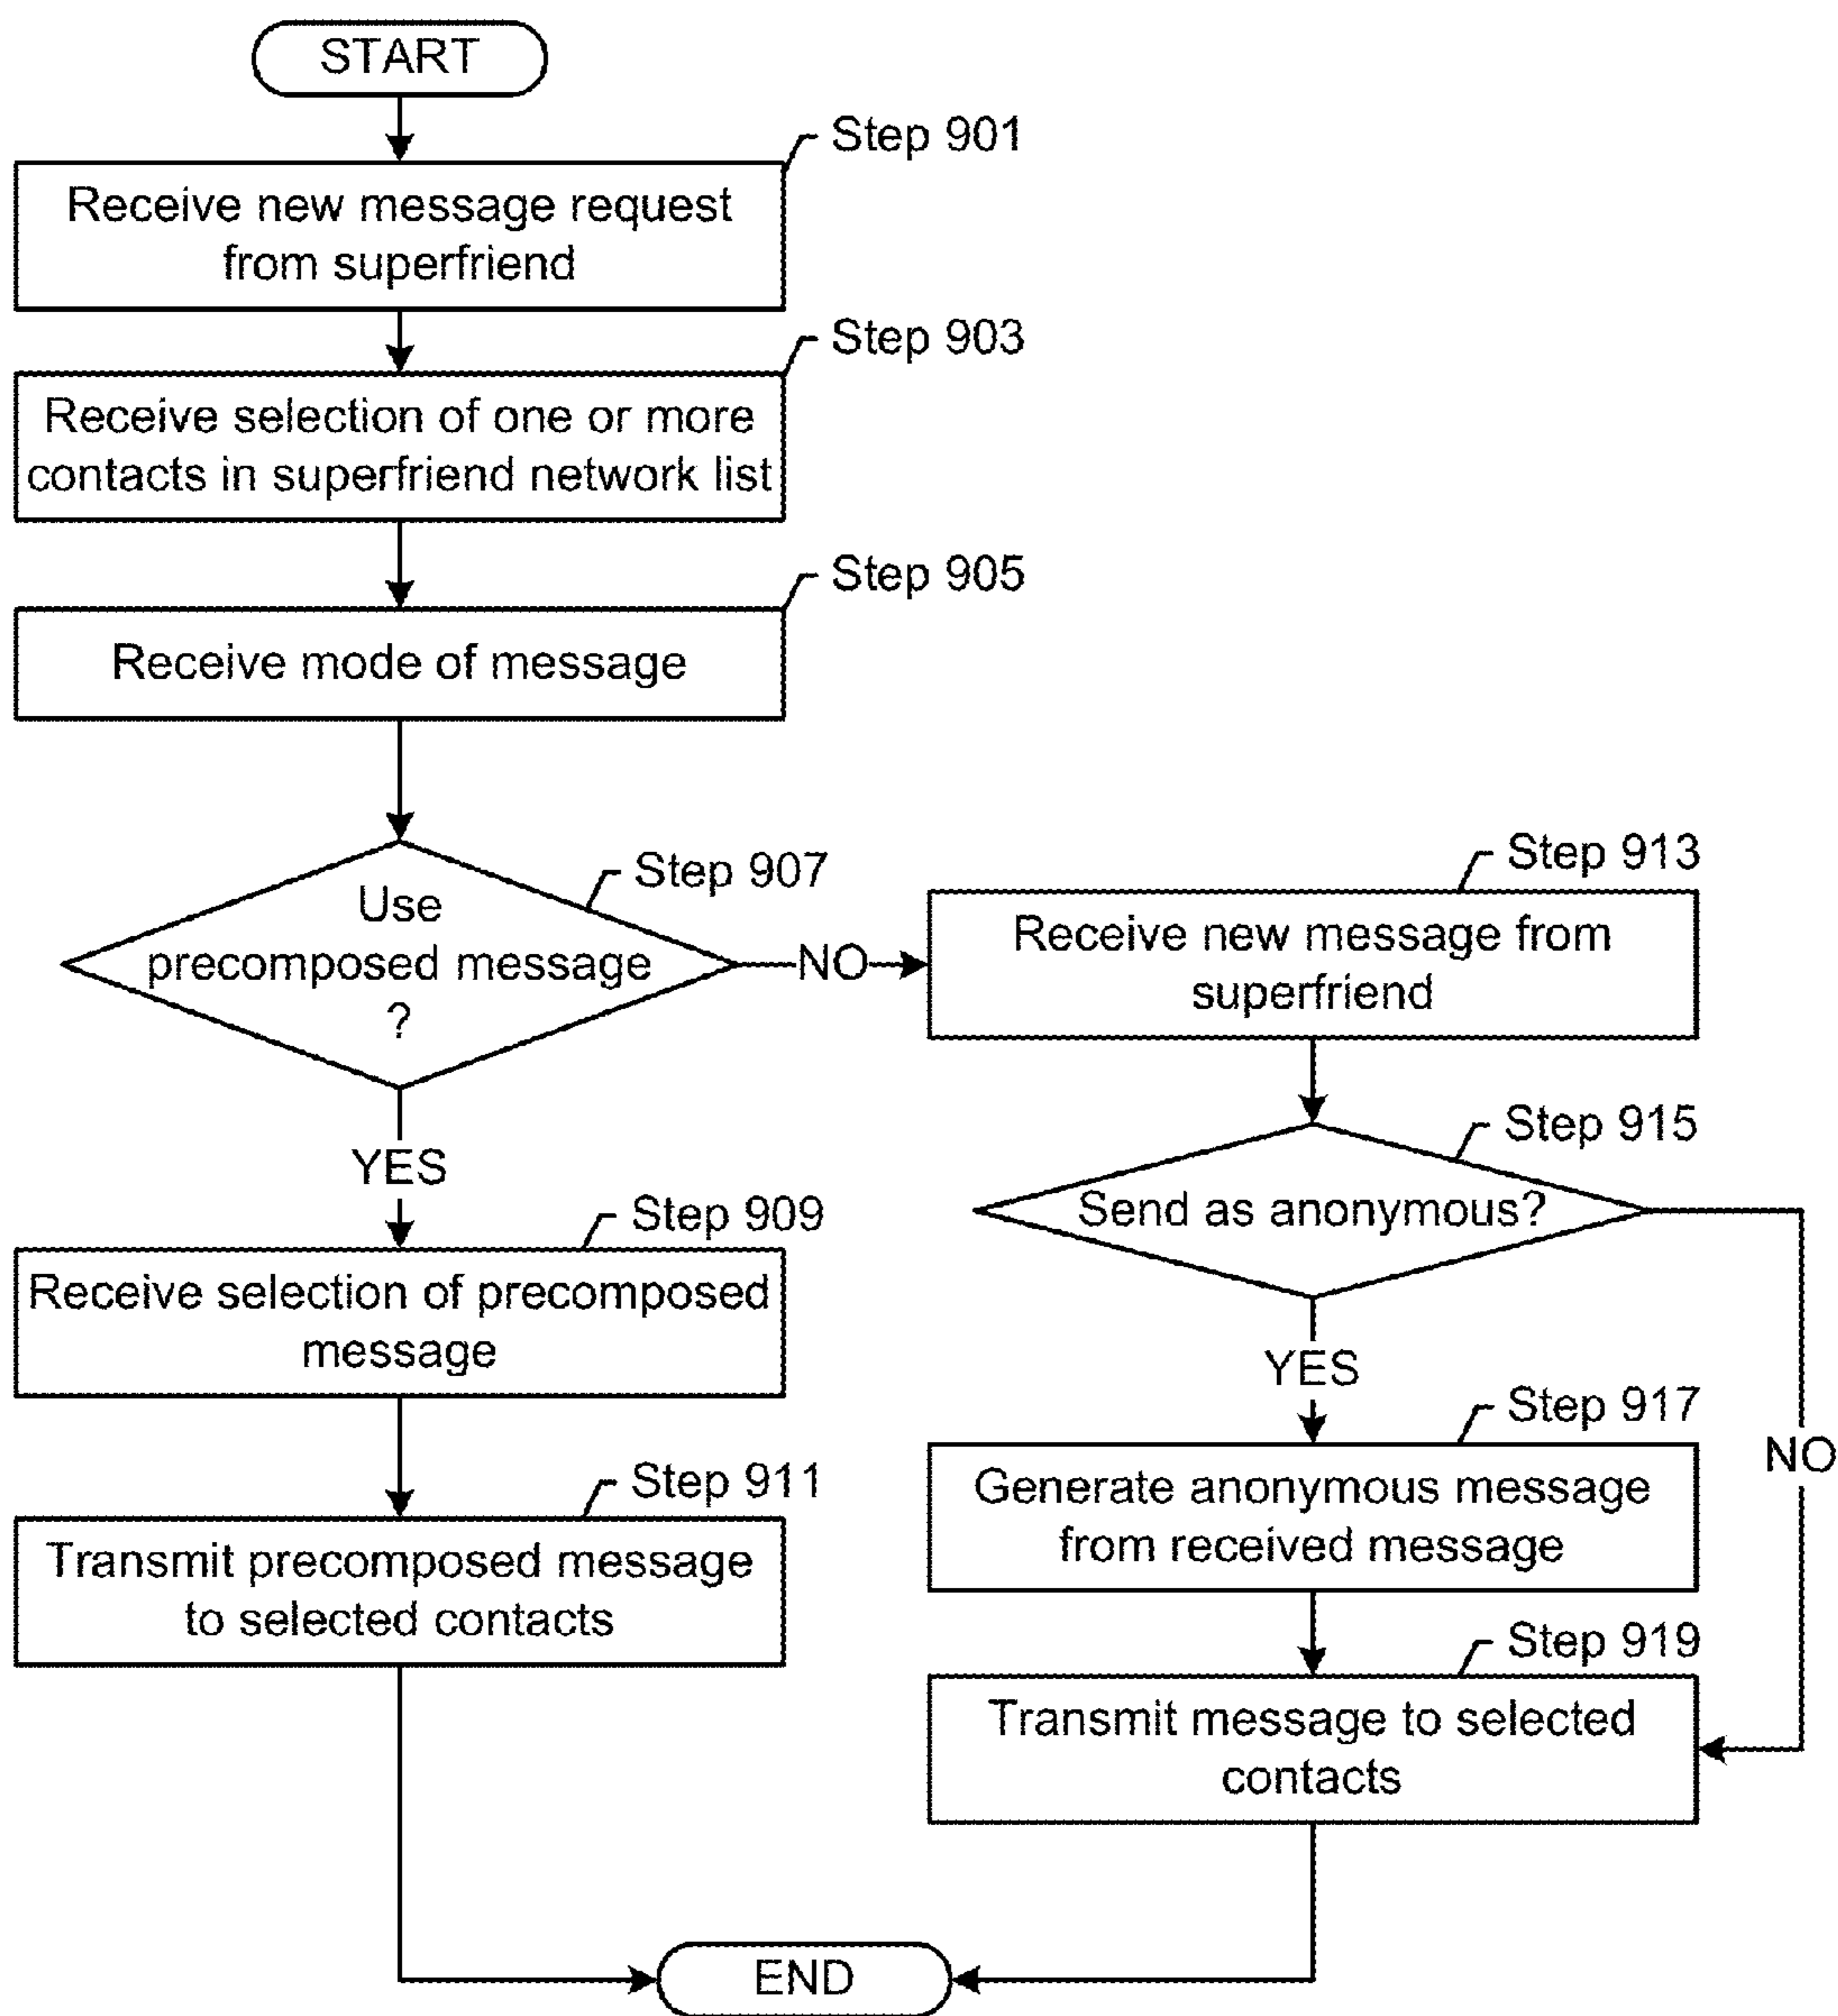 START
Step 901
Receive new message request
from superfriend
Step 903
Receive selection of one or more
contacts in superfriend network list
Step 905
Receive mode of message
Step 907
Use
precomposed message
?
NO
YES
Step 909
Receive selection of precomposed
message
Step 911
Transmit precomposed message
to selected contacts
Step 913
Receive new message from
superfriend
Step 915
Send as anonymous?
YES
NO
Step 917
Generate anonymous message
from received message
Step 919
Transmit message to selected
contacts
END